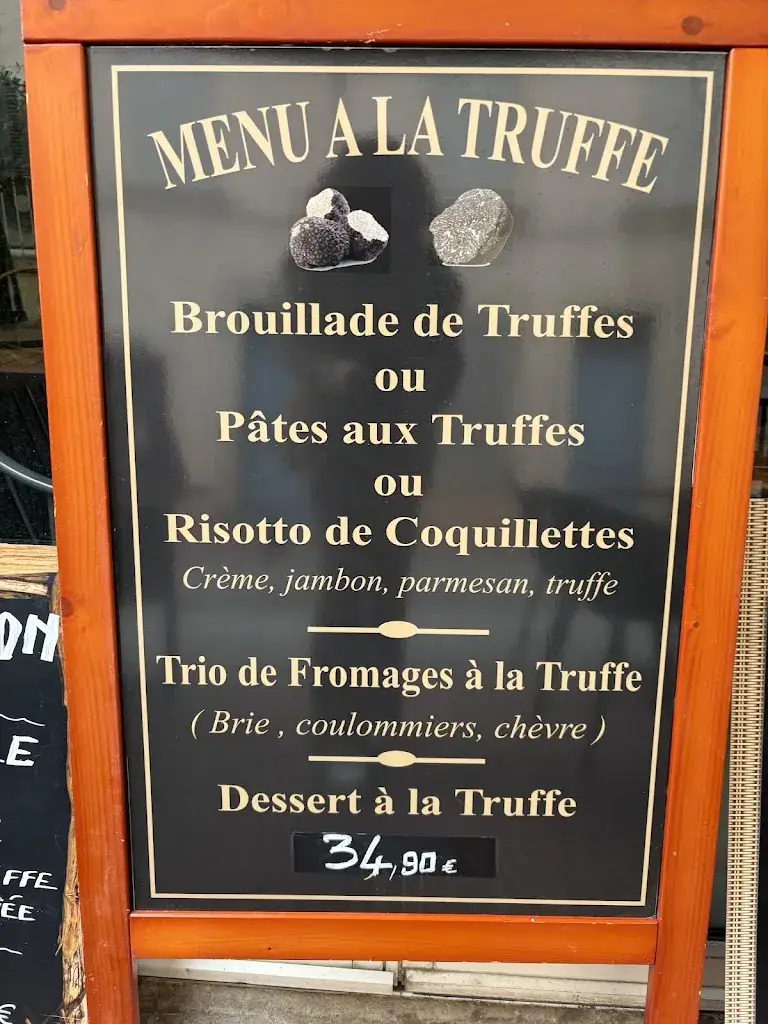 MENU A LA TRUFFE
Brouillade de Truffes
ou
Pâtes aux Truffes
ou
Risotto de Coquillettes
Crème, jambon, parmesan, truffe
Trio de Fromages à la Truffe
( Brie , coulommiers, chèvre )
Dessert à la Truffe
34,90 €